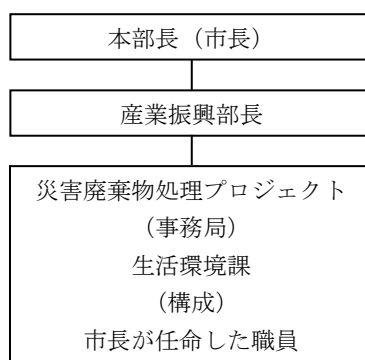 本部長（市長）
産業振興部長
災害廃棄物処理プロジェクト
（事務局）
生活環境課
（構成）
市長が任命した職員